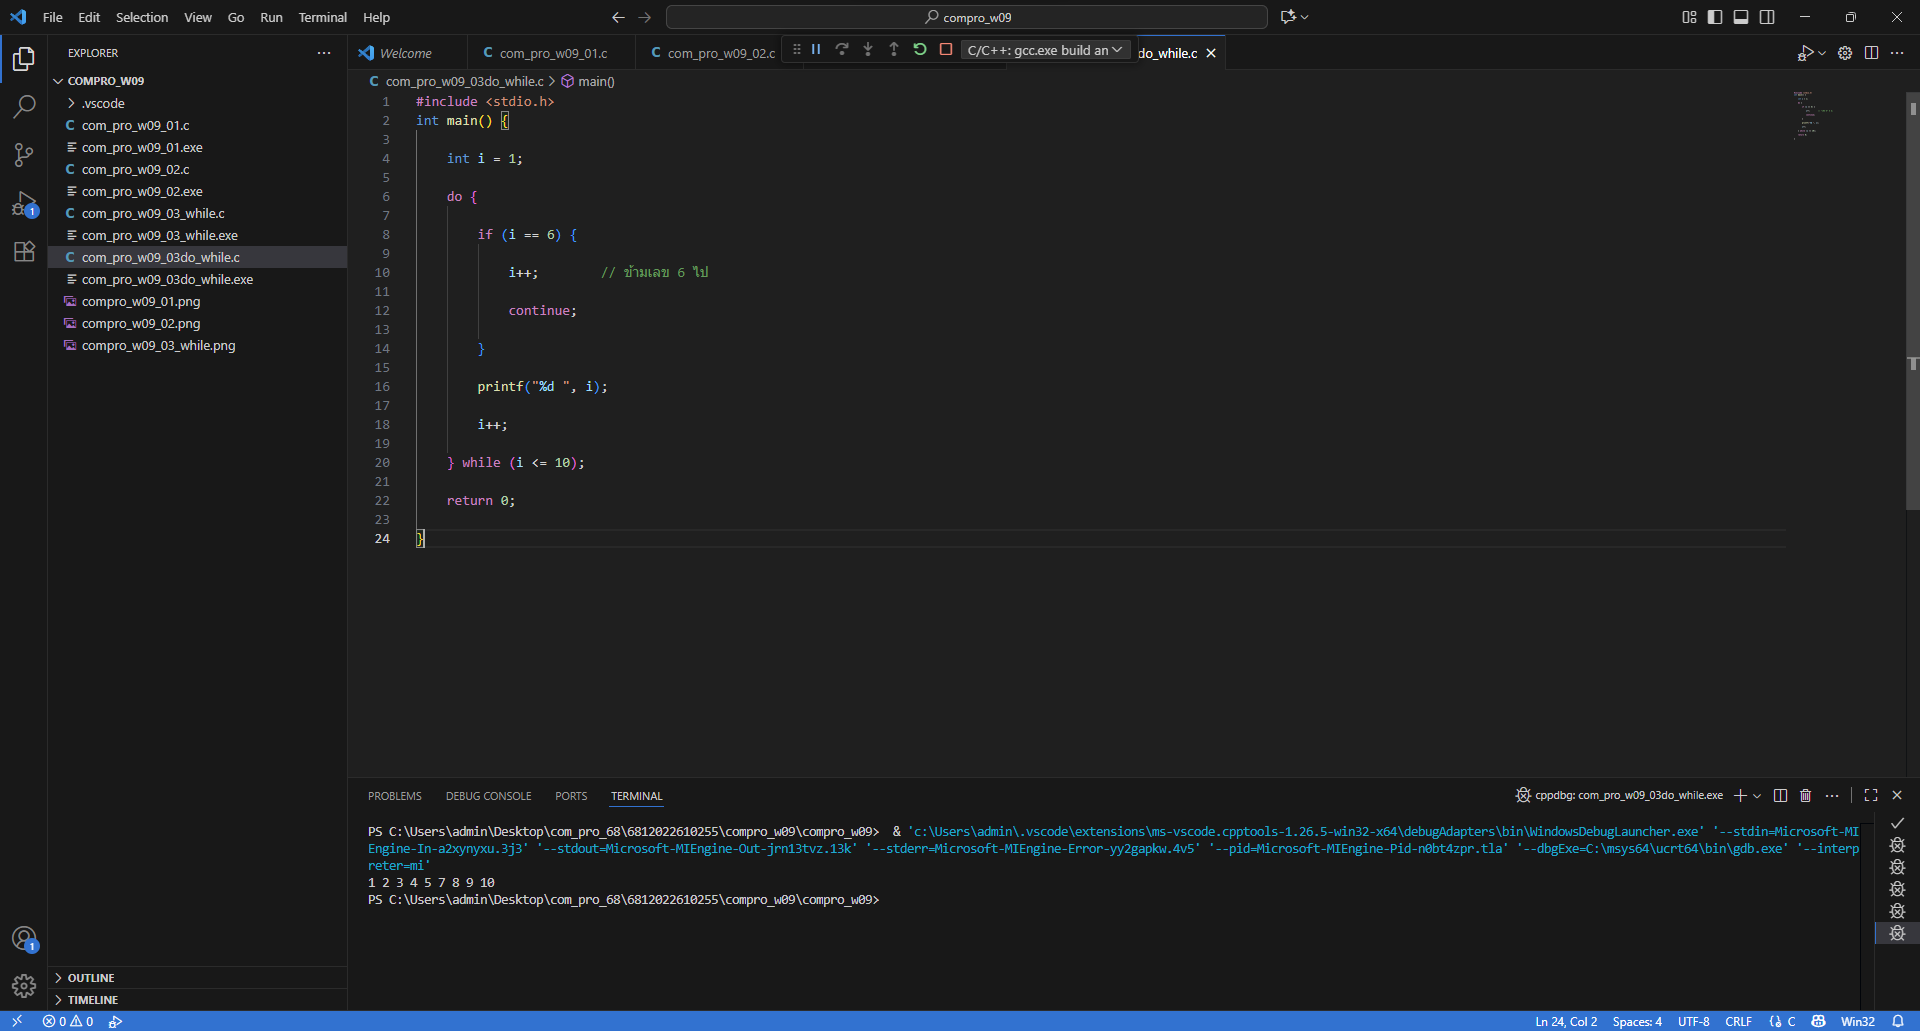 File Edit Selection View Go Run Terminal Help
compro_w09
EXPLORER
COMPRO_W09
.vscode
C com_pro_w09_01.c
com_pro_w09_01.exe
C com_pro_w09_02.c
com_pro_w09_02.exe
C com_pro_w09_03_while.c
com_pro_w09_03_while.exe
C com_pro_w09_03do_while.c
com_pro_w09_03do_while.exe
compro_w09_01.png
compro_w09_02.png
compro_w09_03_while.png
OUTLINE
TIMELINE
Welcome C com_pro_w09_01.c C com_pro_w09_02.c C/C++: gcc.exe build an do_while.c
C com_pro_w09_03do_while.c > main()
1 #include <stdio.h>
2 int main() {
3
4 int i = 1;
5
6 do {
7
8 if (i == 6) {
9
10 i++; // ข้ามเลข 6 ไป
11
12 continue;
13
14 }
15
16 printf("%d ", i);
17
18 i++;
19
20 } while (i <= 10);
21
22 return 0;
23
24 }
PROBLEMS DEBUG CONSOLE PORTS TERMINAL
cppdbg: com_pro_w09_03do_while.exe
PS C:\Users\admin\Desktop\com_pro_68\6812022610255\compro_w09\compro_w09> & 'c:\Users\admin\.vscode\extensions\ms-vscode.cpptools-1.26.5-win32-x64\debugAdapters\bin\WindowsDebugLauncher.exe' '--stdin=Microsoft-MI
Engine-In-a2xynyxu.3j3' '--stdout=Microsoft-MIEngine-Out-jrn13tvz.13k' '--stderr=Microsoft-MIEngine-Error-yy2gapkw.4v5' '--pid=Microsoft-MIEngine-Pid-n0bt4zpr.tla' '--dbgExe=C:\msys64\ucrt64\bin\gdb.exe' '--interp
reter=mi'
1 2 3 4 5 7 8 9 10
PS C:\Users\admin\Desktop\com_pro_68\6812022610255\compro_w09\compro_w09>
1
1
0 0 Ln 24, Col 2 Spaces: 4 UTF-8 CRLF {} C Win32